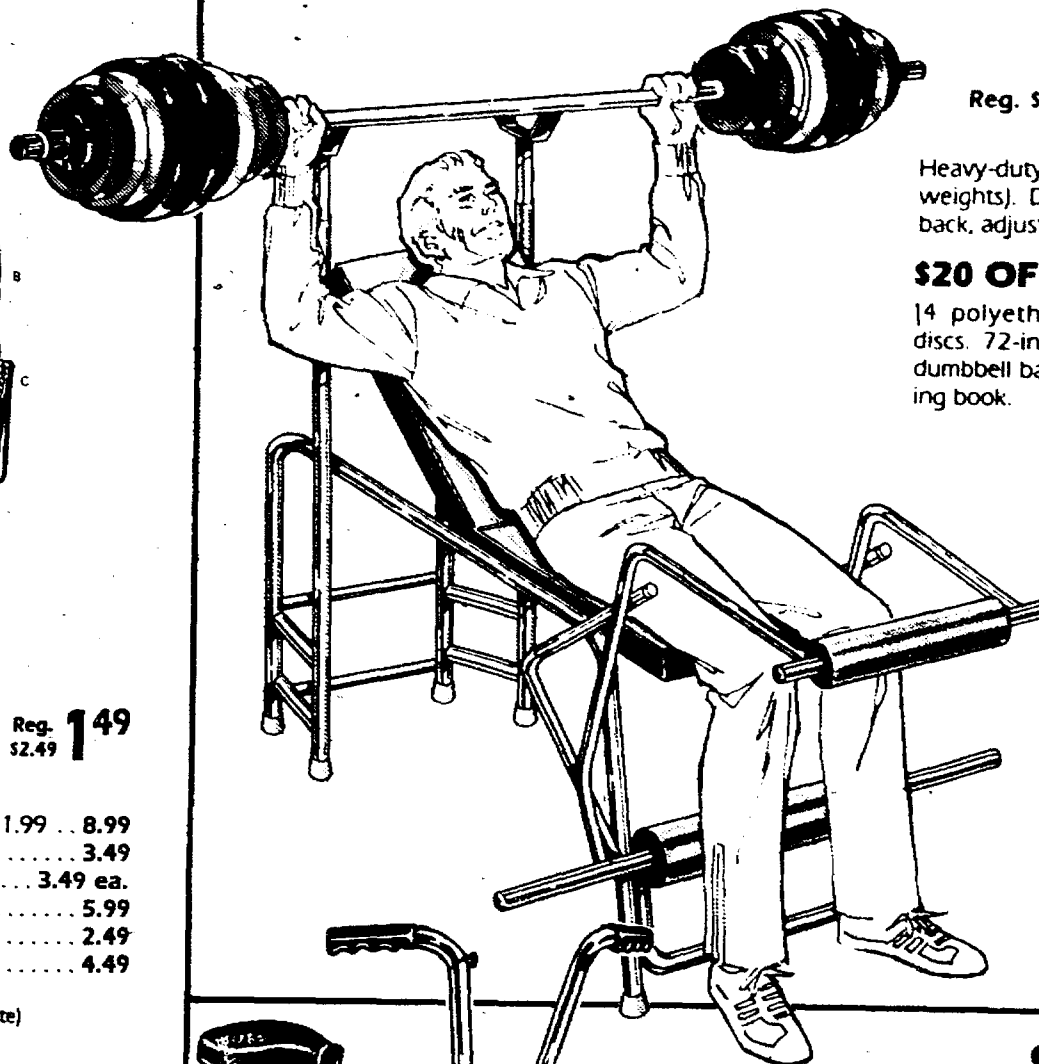 B
C
Reg. $
Heavy-duty
weights). D
back, adjus
$20 OF
14 polyeth
discs. 72-in
dumbbell ba
ing book.
Reg. $2.49 1 49
1.99 .. 8.99
...... 3.49
... 3.49 ea.
...... 5.99
...... 2.49
...... 4.49
te)